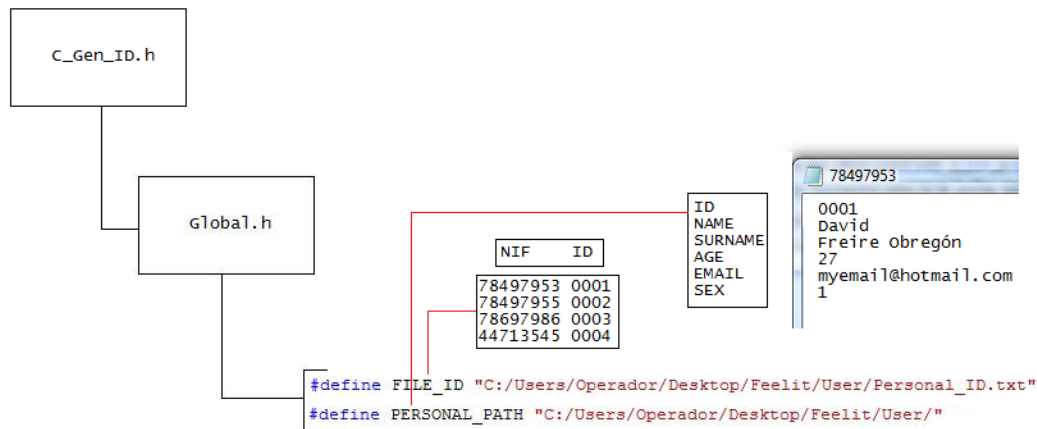 C_Gen_ID.h
Global.h
NIF ID
78497953 0001
78497955 0002
78697986 0003
44713545 0004
ID
NAME
SURNAME
AGE
EMAIL
SEX
78497953
0001
David
Freire Obregón
27
myemail@hotmail.com
1
#define FILE_ID "C:/Users/Operador/Desktop/Feelit/User/Personal_ID.txt"
#define PERSONAL_PATH "C:/Users/Operador/Desktop/Feelit/User/"